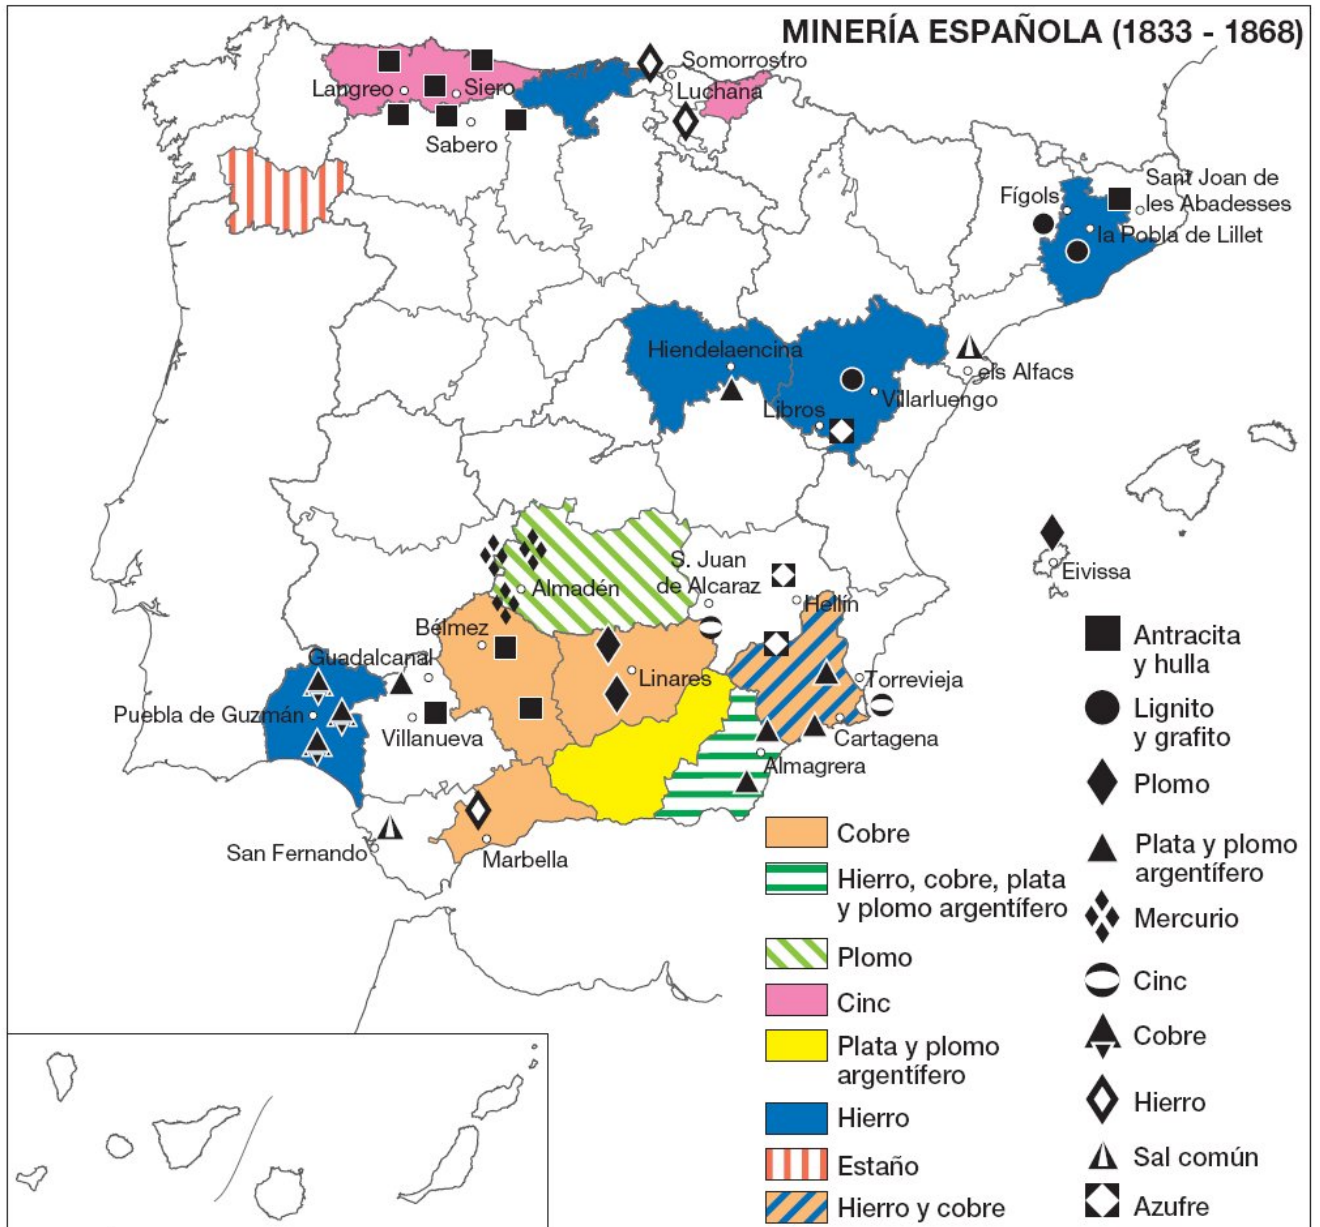 MINERÍA ESPAÑOLA (1833 - 1868)
Somorrostro
Langreo
Siero
Luchana
Sabero
Fígols
Sant Joan de
les Abadesses
la Pobla de Lillet
Hiendelaencina
els Alfacs
Libros
Villarluengo
Eivissa
S. Juan
de Alcaraz
Almadén
Hellín
Bélmez
Guadalcanal
Linares
Torrevieja
Puebla de Guzmán
Villanueva
Cartagena
Almagrera
San Fernando
Marbella
Cobre
Hierro, cobre, plata
y plomo argentífero
Plomo
Cinc
Plata y plomo
argentífero
Hierro
Estaño
Hierro y cobre
Antracita
y hulla
Lignito
y grafito
Plomo
Plata y plomo
argentífero
Mercurio
Cinc
Cobre
Hierro
Sal común
Azufre